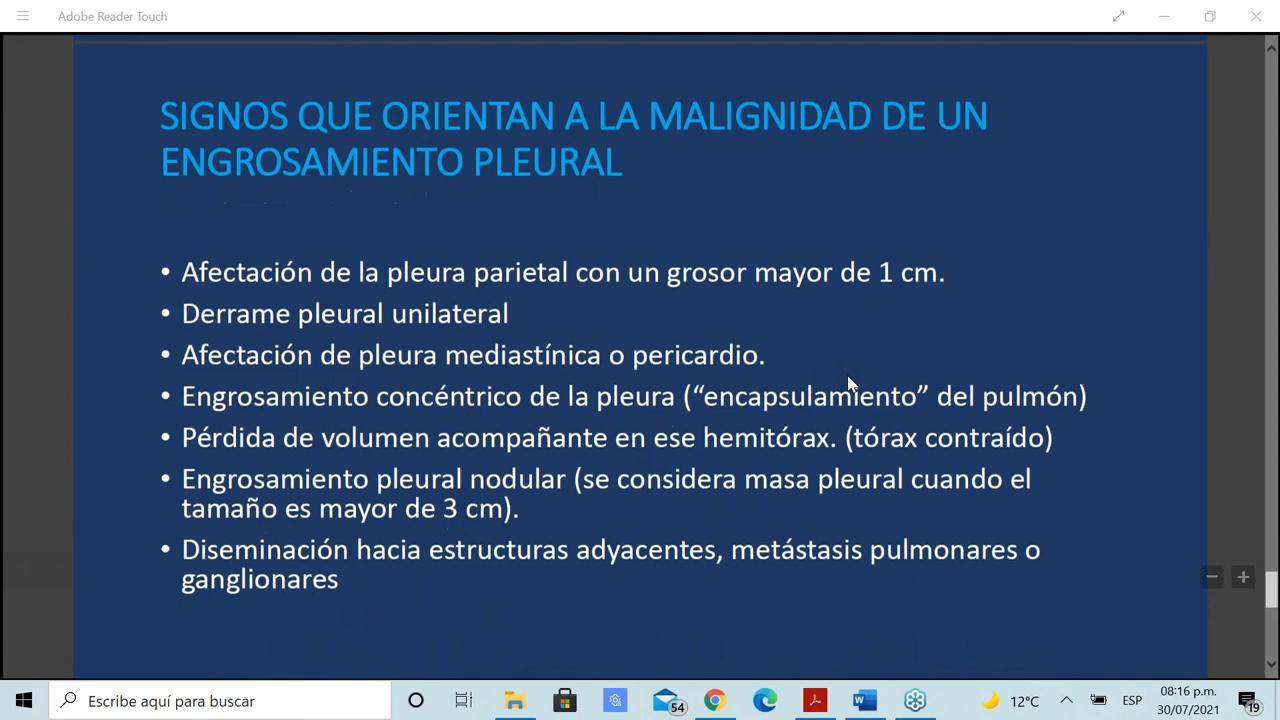 Adobe Reader Touch
SIGNOS QUE ORIENTAN A LA MALIGNIDAD DE UN
ENGROSAMIENTO PLEURAL
• Afectación de la pleura parietal con un grosor mayor de 1 cm.
• Derrame pleural unilateral
• Afectación de pleura mediastínica o pericardio.
• Engrosamiento concéntrico de la pleura (“encapsulamiento” del pulmón)
• Pérdida de volumen acompañante en ese hemitórax. (tórax contraído)
• Engrosamiento pleural nodular (se considera masa pleural cuando el
tamaño es mayor de 3 cm).
• Diseminación hacia estructuras adyacentes, metástasis pulmonares o
ganglionares
Escribe aquí para buscar
54
12°C
ESP
08:16 p.m.
30/07/2021
19